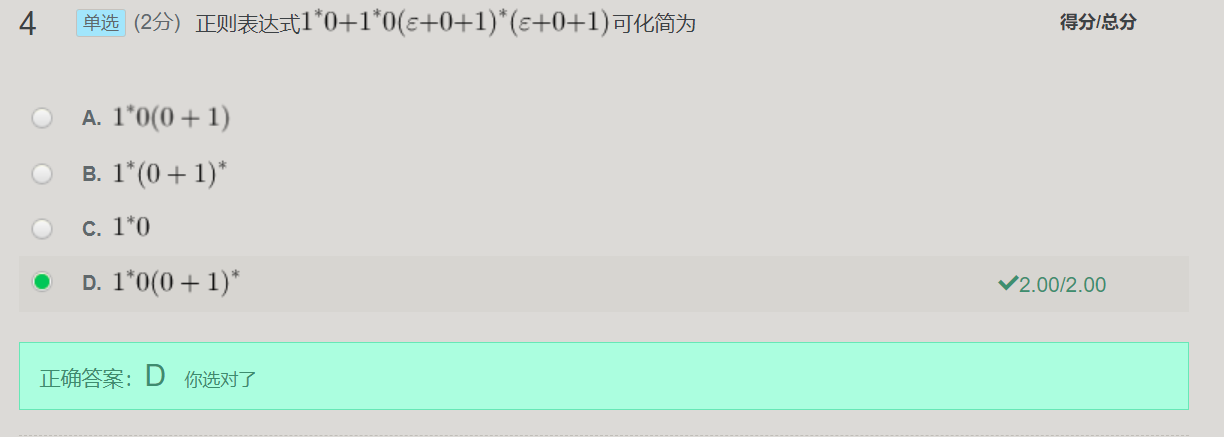 4 单选 (2分) 正则表达式1*0+1*0(ε+0+1)*(ε+0+1)可化简为 得分/总分
A. 1*0(0 + 1)
B. 1*(0 + 1)*
C. 1*0
D. 1*0(0 + 1)* ✔2.00/2.00
正确答案：D 你选对了